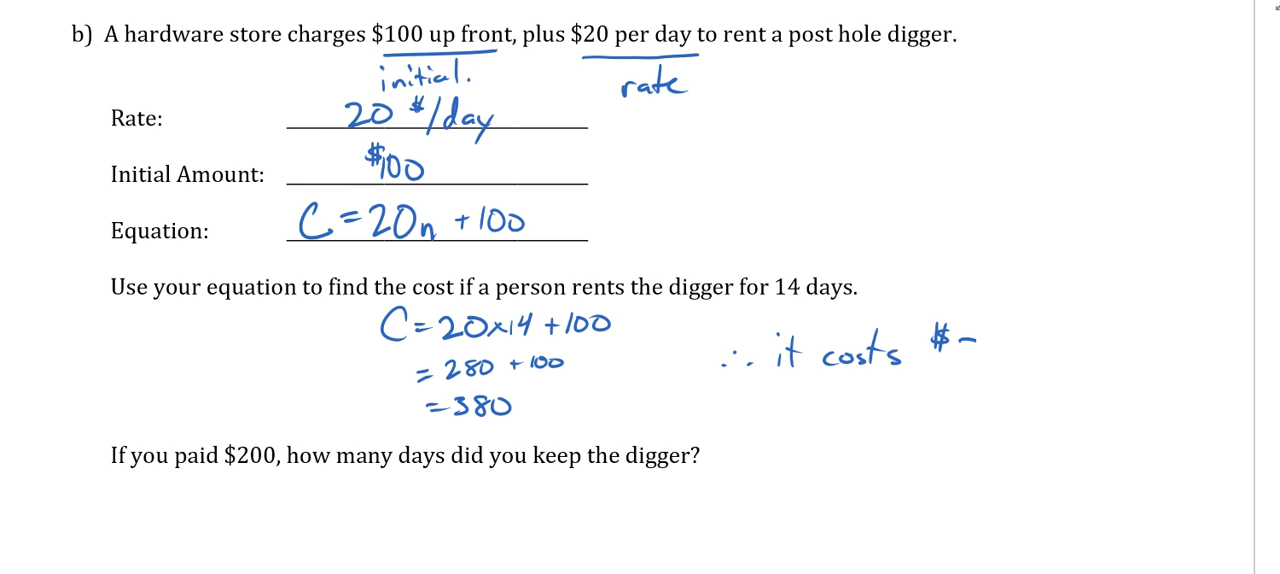 b) A hardware store charges $100 up front, plus $20 per day to rent a post hole digger.
initial.
rate
Rate: 20 $/day
Initial Amount: $100
Equation: C = 20n + 100
Use your equation to find the cost if a person rents the digger for 14 days.
C = 20×14 + 100
= 280 + 100
= 380
∴ it costs $
If you paid $200, how many days did you keep the digger?